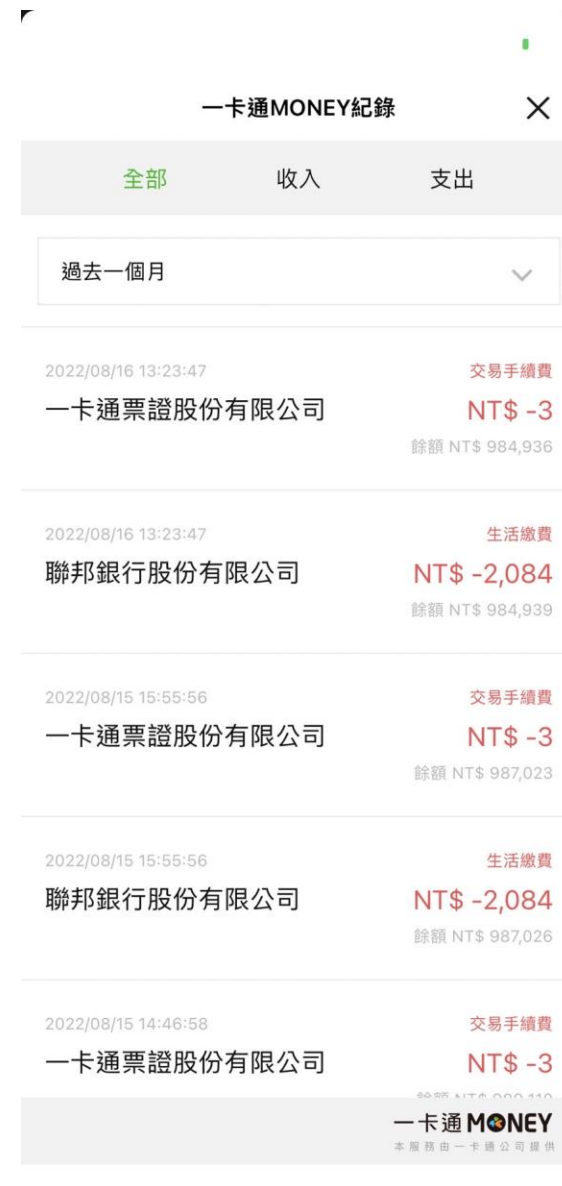 一卡通MONEY紀錄
全部 收入 支出
過去一個月
2022/08/16 13:23:47 交易手續費
一卡通票證股份有限公司 NT$ -3
餘額 NT$ 984,936
2022/08/16 13:23:47 生活繳費
聯邦銀行股份有限公司 NT$ -2,084
餘額 NT$ 984,939
2022/08/15 15:55:56 交易手續費
一卡通票證股份有限公司 NT$ -3
餘額 NT$ 987,023
2022/08/15 15:55:56 生活繳費
聯邦銀行股份有限公司 NT$ -2,084
餘額 NT$ 987,026
2022/08/15 14:46:58 交易手續費
一卡通票證股份有限公司 NT$ -3
餘額 NT$
一卡通 MONEY
本服務由一卡通公司提供